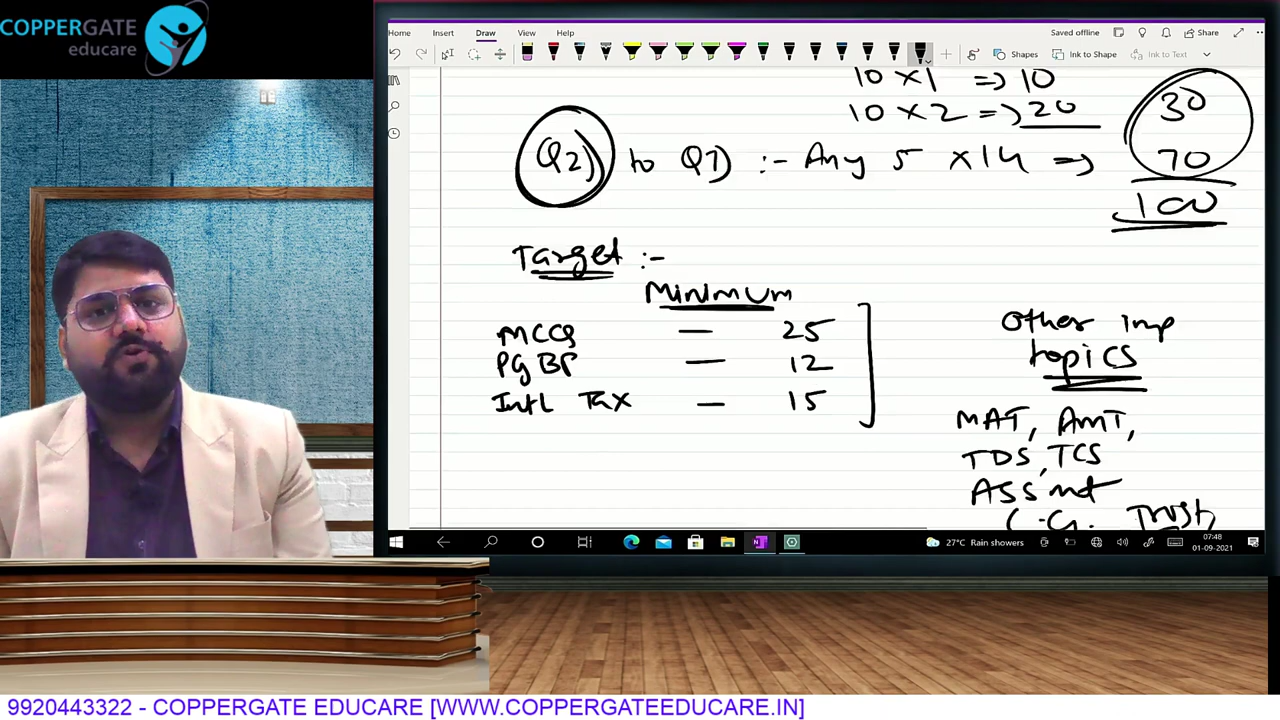 COPPERGATE
educare
Home Insert Draw View Help Saved offline Share
Shapes Ink to Shape Ink to Text
10 x 1 => 10
10 x 2 => 20
30
Q2) to Q7) :- Any 5 x 14 => 70
100
Target :-
Minimum
MCQ — 25
PGBP — 12
Intl Tax — 15
Other imp
topics
MAT, AMT,
TDS, TCS
Ass mt
C.G. Trust,
27°C Rain showers
07:48
01-09-2021
9920443322 - COPPERGATE EDUCARE [WWW.COPPERGATEEDUCARE.IN]